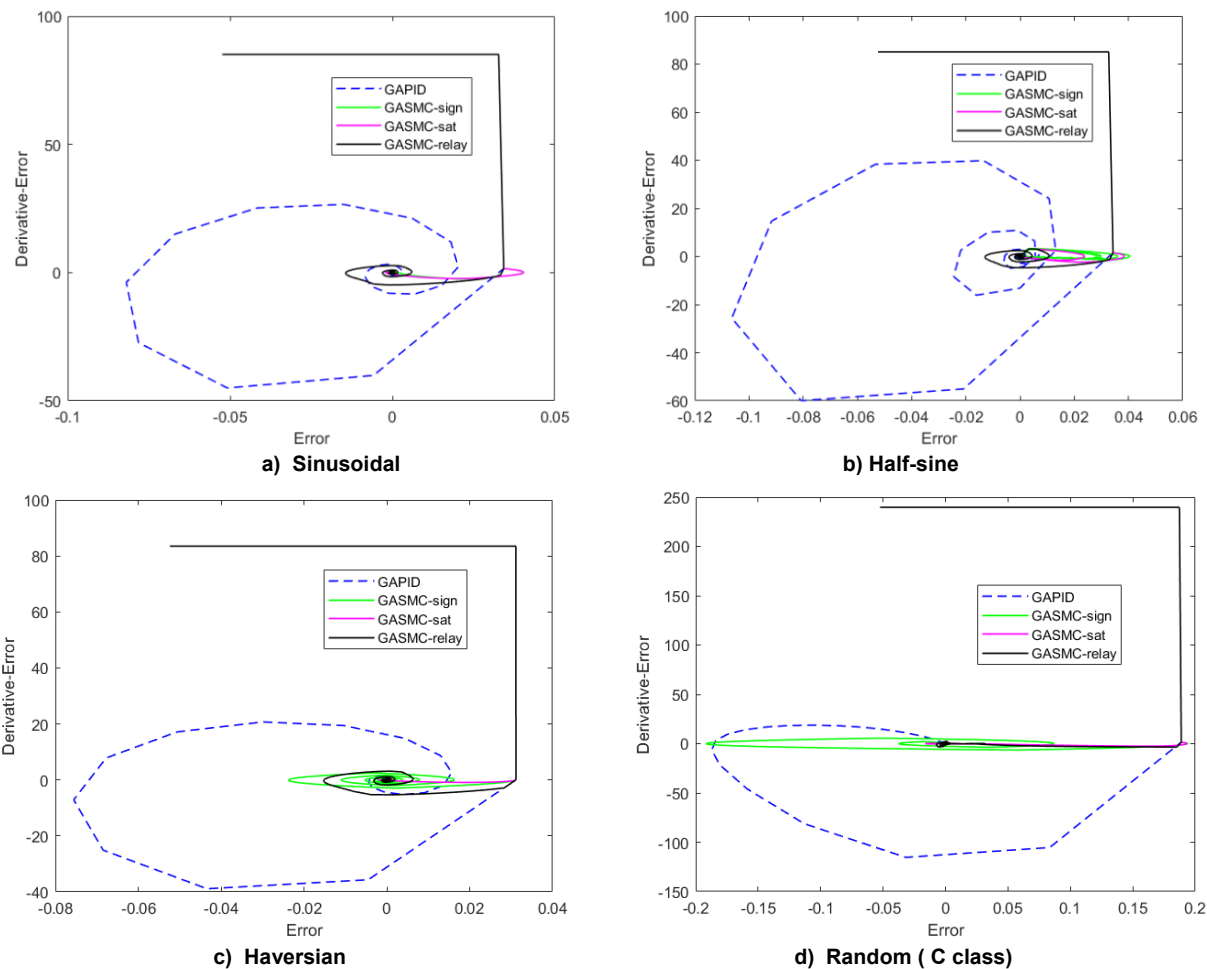 100
50
0
-50
-0.1
-0.05
0
0.05
Derivative-Error
Error
GAPID
GASMC-sign
GASMC-sat
GASMC-relay
a) Sinusoidal
100
80
60
40
20
0
-20
-40
-60
-0.12
-0.1
-0.08
-0.06
-0.04
-0.02
0
0.02
0.04
0.06
Derivative-Error
Error
GAPID
GASMC-sign
GASMC-sat
GASMC-relay
b) Half-sine
100
80
60
40
20
0
-20
-40
-0.08
-0.06
-0.04
-0.02
0
0.02
0.04
Derivative-Error
Error
GAPID
GASMC-sign
GASMC-sat
GASMC-relay
c) Haversian
250
200
150
100
50
0
-50
-100
-150
-0.2
-0.15
-0.1
-0.05
0
0.05
0.1
0.15
0.2
Derivative-Error
Error
GAPID
GASMC-sign
GASMC-sat
GASMC-relay
d) Random ( C class)